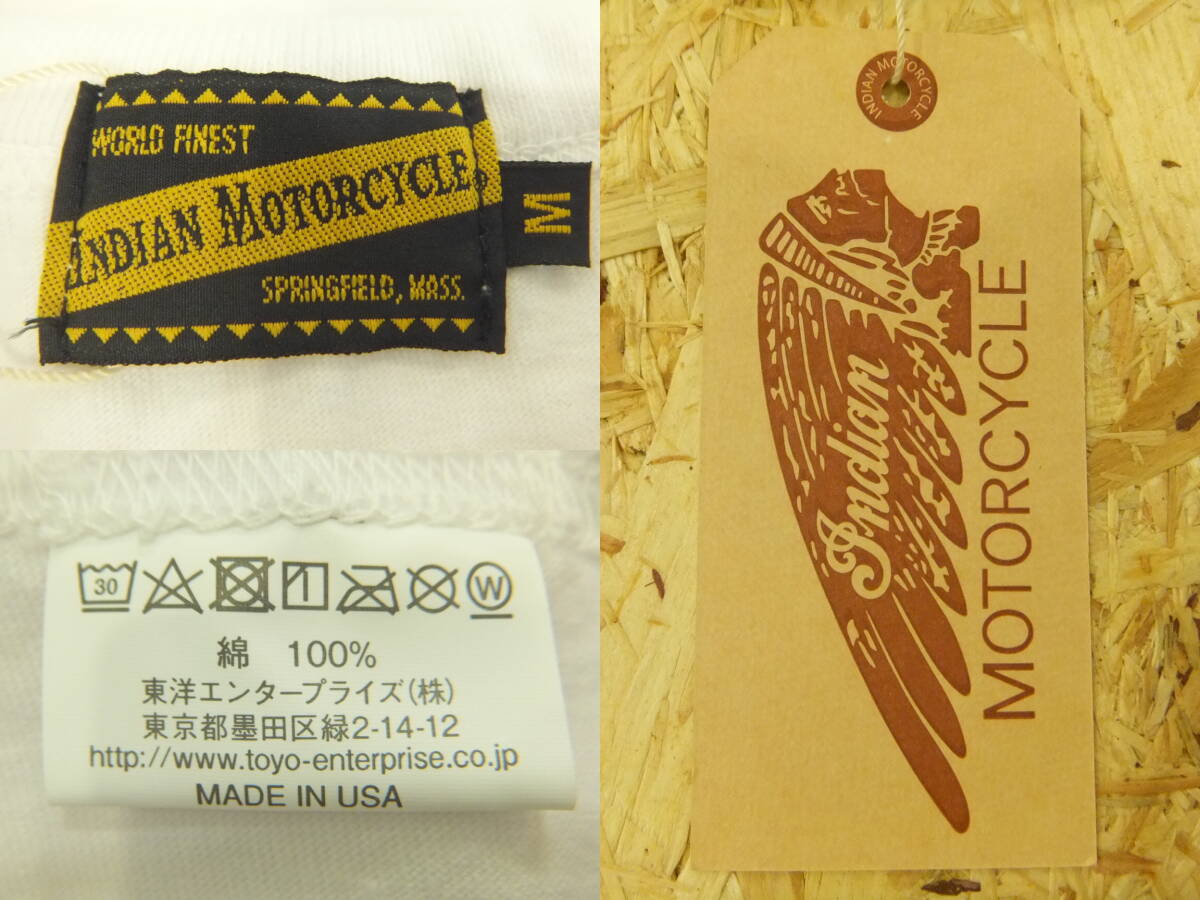 WORLD FINEST
INDIAN MOTORCYCLE
SPRINGFIELD, MASS.
M
30
W
綿 100%
東洋エンタープライズ(株)
東京都墨田区緑2-14-12
http://www.toyo-enterprise.co.jp
MADE IN USA
INDIAN MOTORCYCLE
Indian
MOTORCYCLE